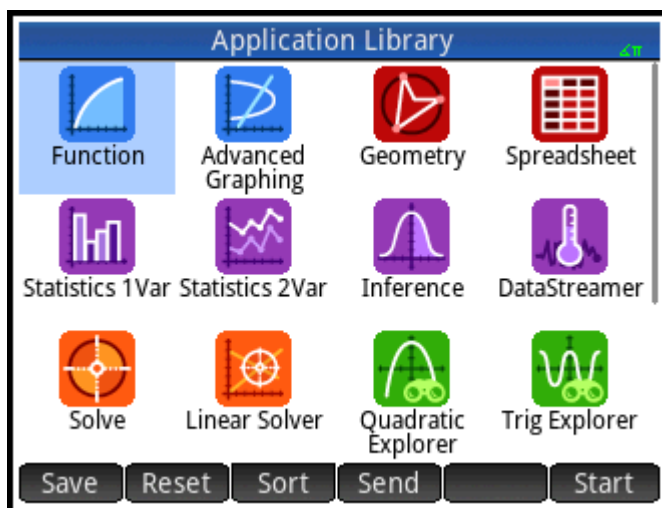 Application Library
∡π
Function Advanced Graphing Geometry Spreadsheet
Statistics 1Var Statistics 2Var Inference DataStreamer
Solve Linear Solver Quadratic Explorer Trig Explorer
Save Reset Sort Send Start